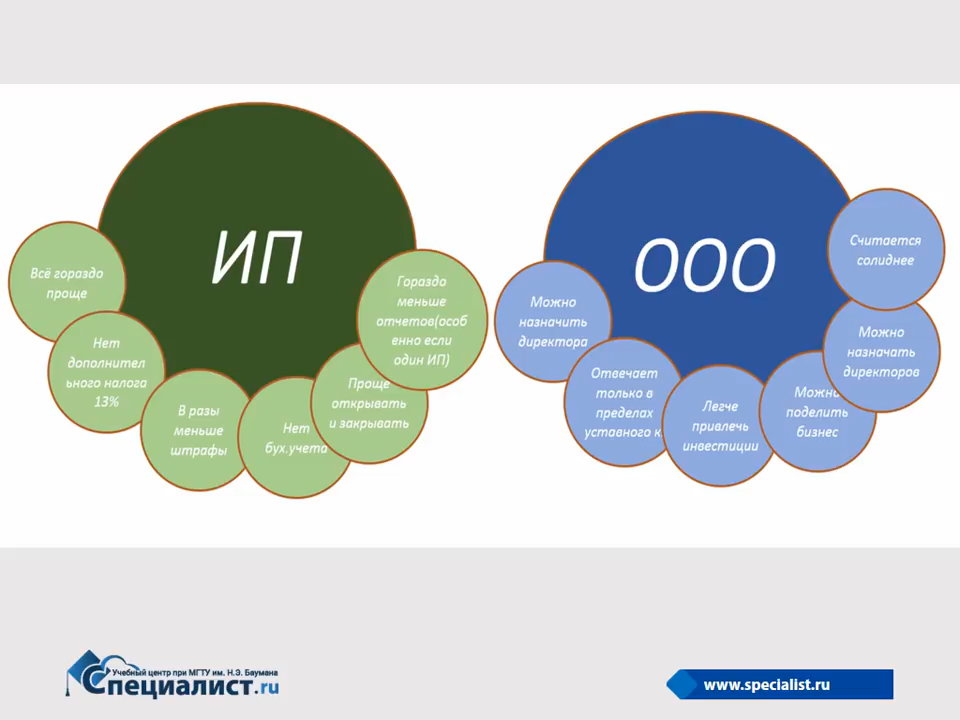 ИП
Всё гораздо
проще
Нет
дополнител
ьного налога
13%
В разы
меньше
штрафы
Нет
бух.учета
Проще
открывать
и закрывать
Гораздо
меньше
отчетов(особ
енно если
один ИП)
ООО
Можно
назначить
директора
Отвечает
только в
пределах
уставного к
Легче
привлечь
инвестиции
Можно
поделить
бизнес
Можно
назначать
директоров
Считается
солиднее
Учебный центр при МГТУ им. Н.Э. Баумана
Специалист.ru
www.specialist.ru